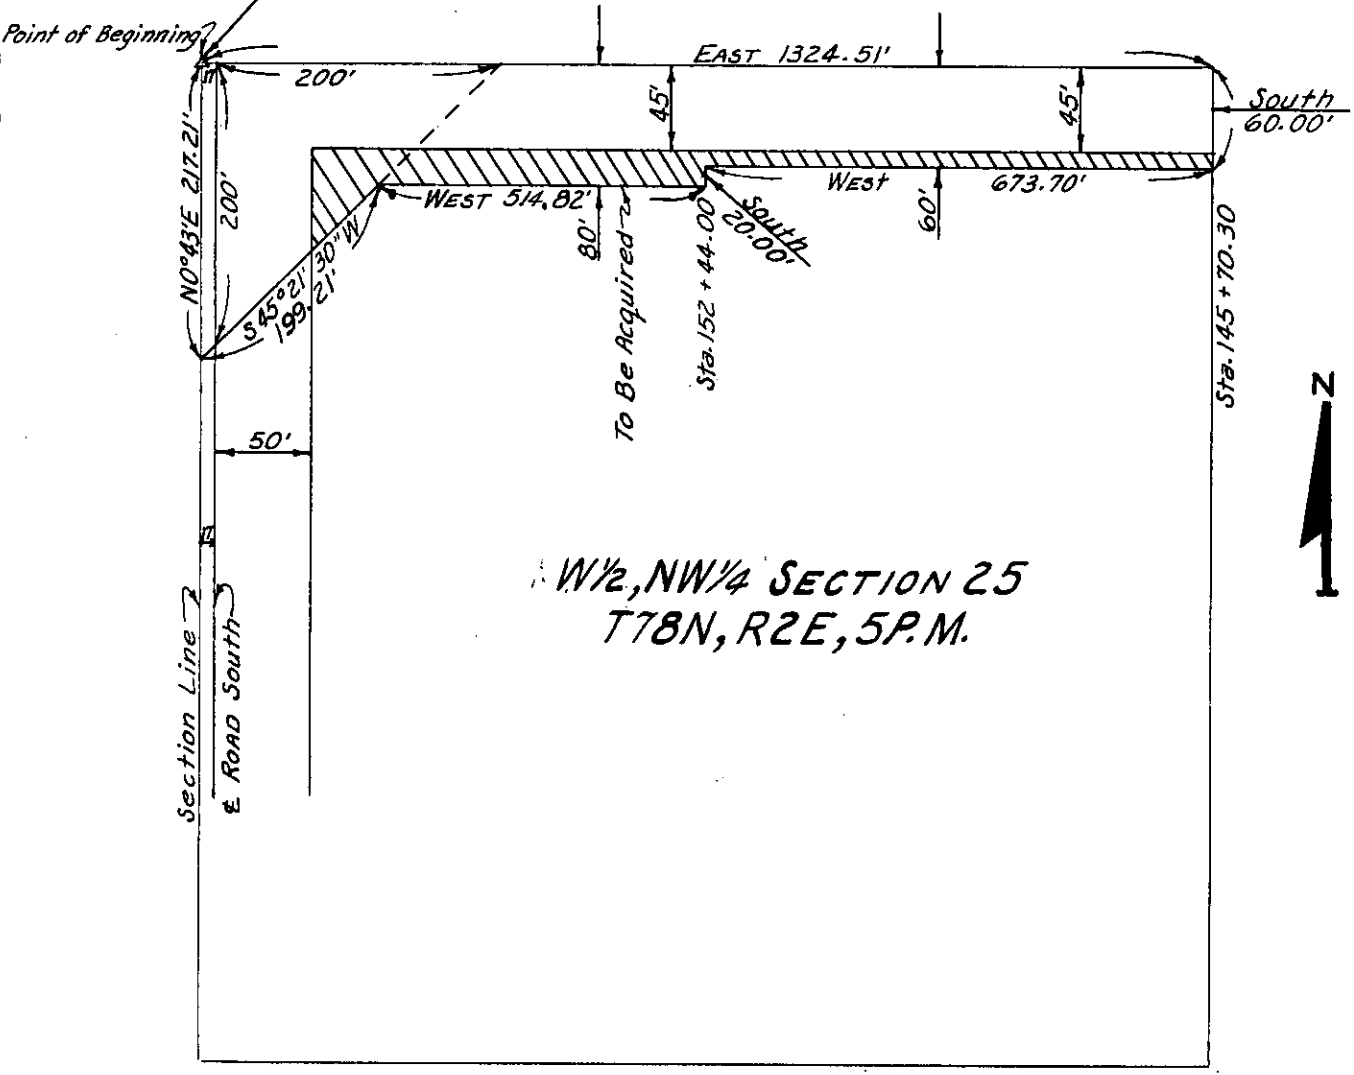 Point of Beginning
EAST 1324.51'
200'
South
60.00'
45'
45'
N0°43'E 217.21'
200'
WEST 514.82'
WEST 673.70'
South
20.00'
80'
60'
S 45°21'30"W
199.21'
To Be Acquired
Sta. 152 + 44.00
Sta. 145 + 70.30
N
50'
17'
W½, NW¼ SECTION 25
T78N, R2E, 5P.M.
Section Line
℄ ROAD South